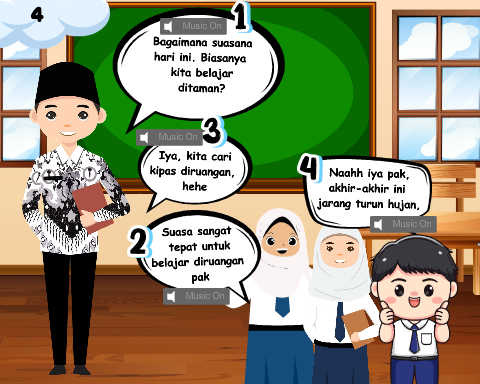 4
1
Music On
Bagaimana suasana
hari ini. Biasanya
kita belajar
ditaman?
2
Suasa sangat
tepat untuk
belajar diruangan
pak
Music On
3
Music On
Iya, kita cari
kipas diruangan,
hehe
4
Naahh iya pak,
akhir-akhir ini
jarang turun hujan,
Music On